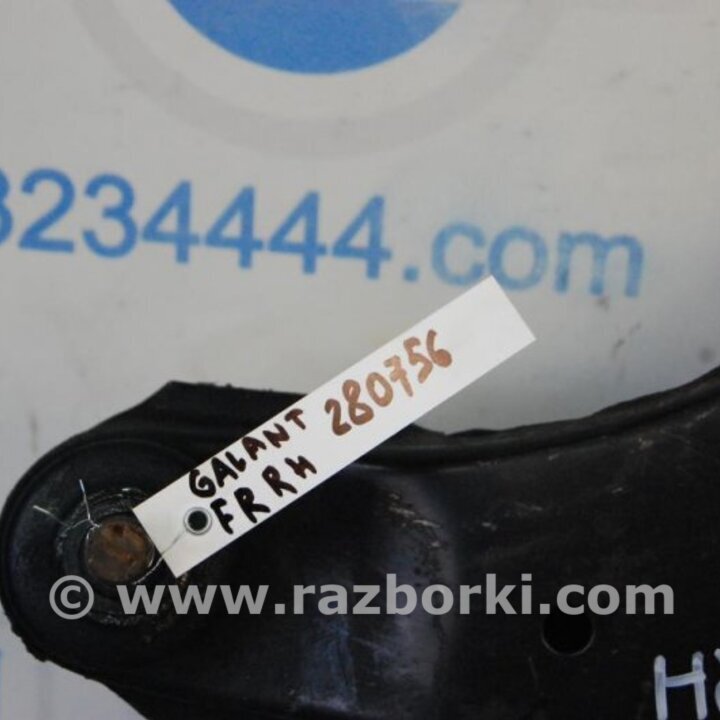 3234444.com
GALANT 280756
FR RH
© www.razborki.com